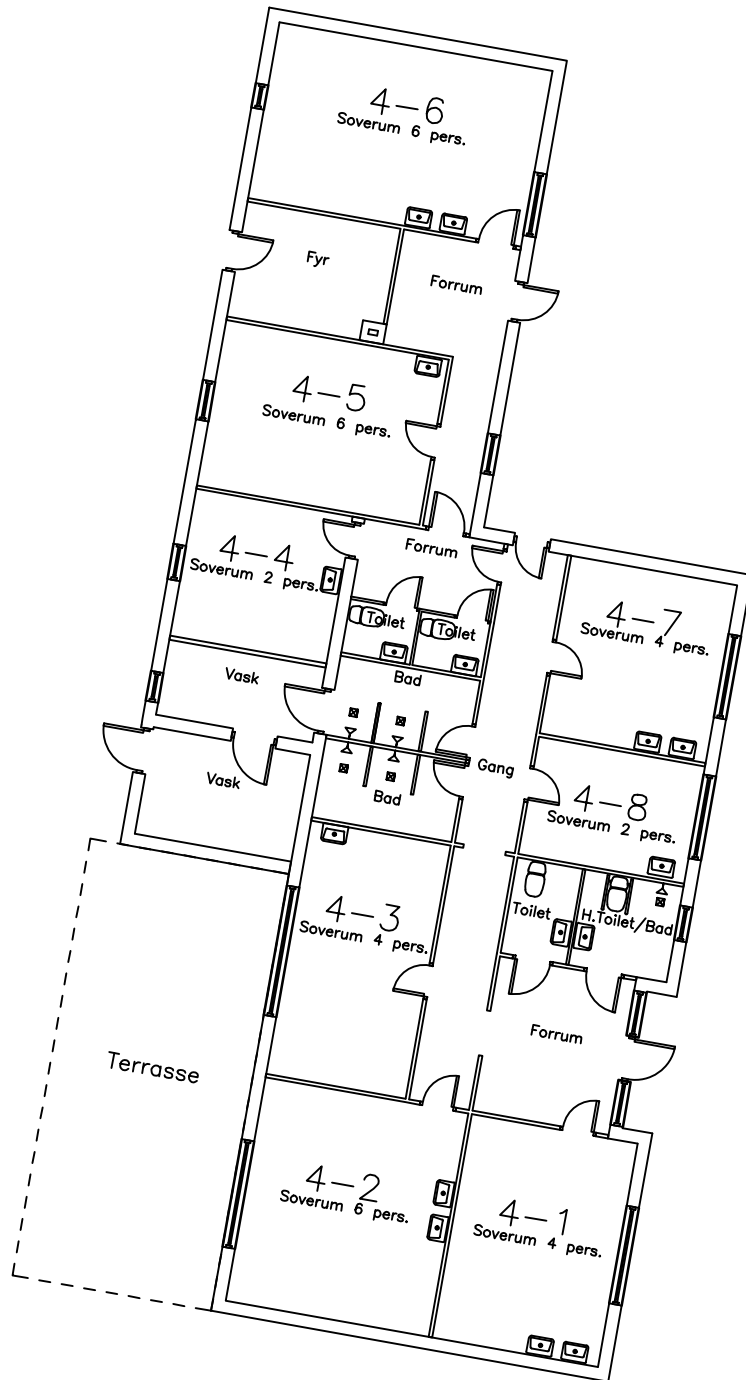 4-6
Soverum 6 pers.
Fyr
Forrum
4-5
Soverum 6 pers.
4-4
Soverum 2 pers.
Forrum
Toilet
Toilet
4-7
Soverum 4 pers.
Vask
Bad
Vask
Gang
Bad
4-8
Soverum 2 pers.
4-3
Soverum 4 pers.
Toilet
H.Toilet/Bad
Forrum
Terrasse
4-2
Soverum 6 pers.
4-1
Soverum 4 pers.